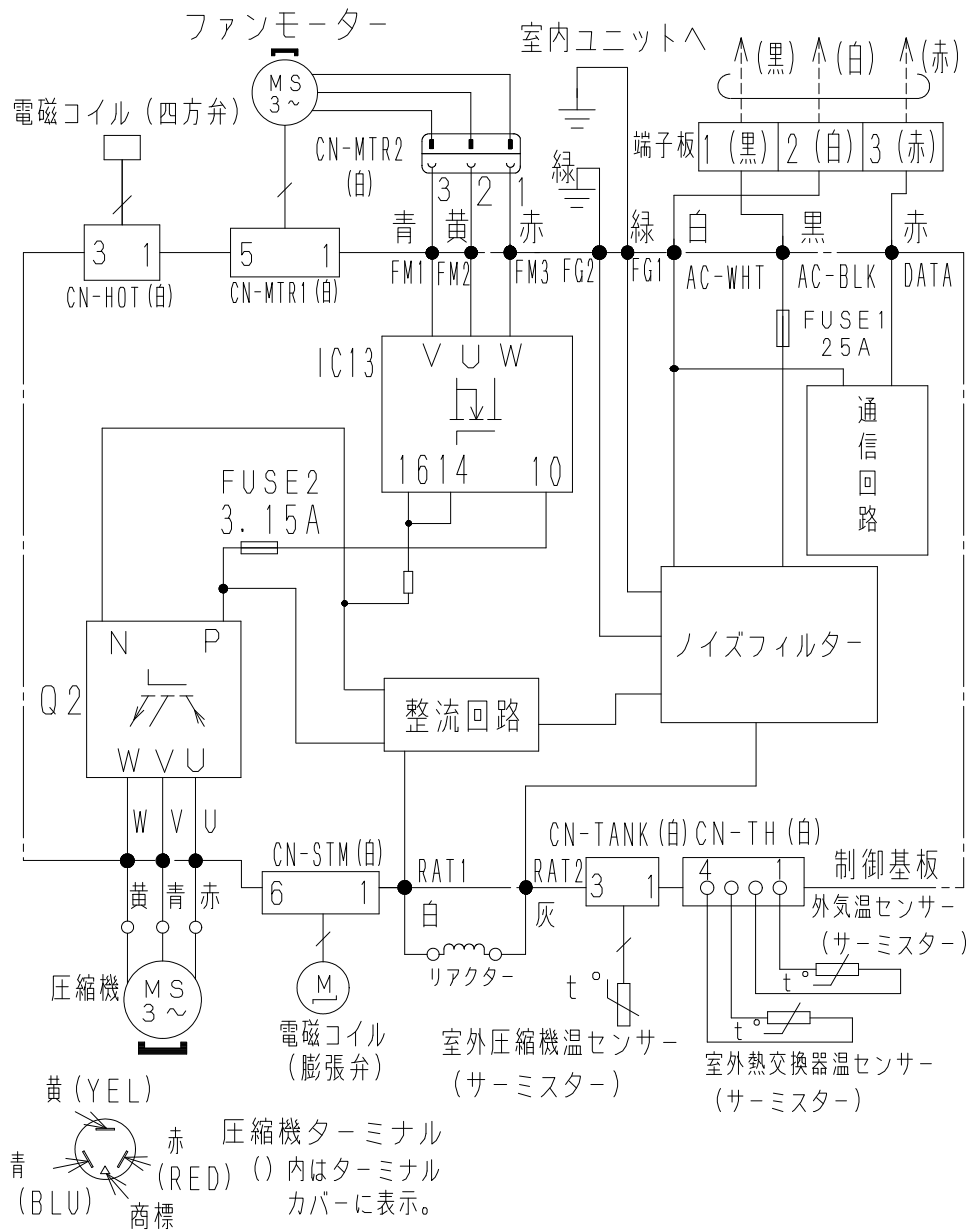 ファンモーター
室内ユニットへ
(黒)
(白)
(赤)
MS
3~
電磁コイル(四方弁)
CN-MTR2
(白)
緑
端子板
1(黒)
2(白)
3(赤)
3
2
1
3 1
5 1
青
黄
赤
緑
白
黒
赤
CN-HOT(白)
CN-MTR1(白)
FM1
FM2
FM3
FG2
FG1
AC-WHT
AC-BLK
DATA
FUSE1
25A
IC13
V U W
1614 10
通信回路
FUSE2
3.15A
N P
Q2
W V U
ノイズフィルター
整流回路
W
V
U
CN-STM(白)
6 1
RAT1
RAT2
CN-TANK(白)
3 1
CN-TH(白)
4 1
制御基板
黄
青
赤
白
灰
外気温センサー
(サーミスター)
リアクター
圧縮機
MS
3~
M
t°
t°
t°
電磁コイル
(膨張弁)
室外圧縮機温センサー
(サーミスター)
室外熱交換器温センサー
(サーミスター)
黄(YEL)
青
(BLU)
赤
(RED)
商標
圧縮機ターミナル
()内はターミナル
カバーに表示。